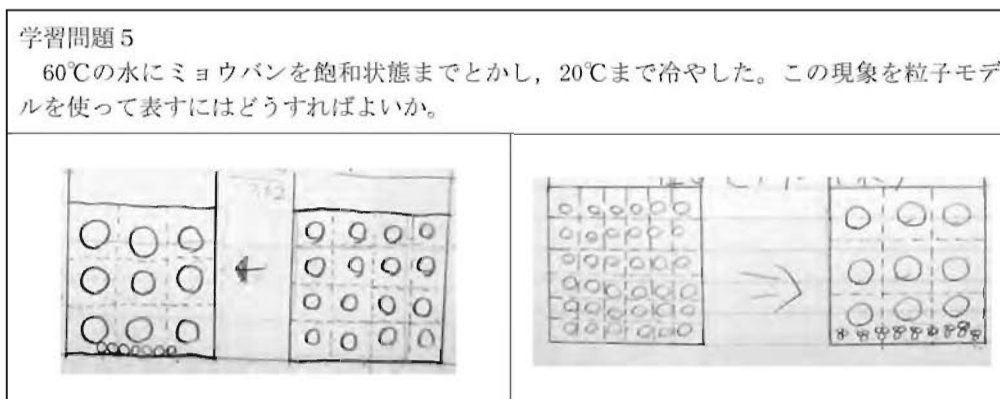 学習問題5
60℃の水にミョウバンを飽和状態までとかし，20℃まで冷やした。この現象を粒子モデ
ルを使って表すにはどうすればよいか。